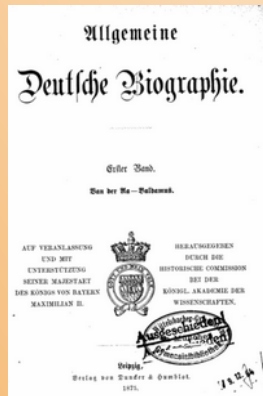 Allgemeine
Deutsche Biographie.
Erster Band.
Van der Aa—Baldamus.
AUF VERANLASSUNG
UND MIT
UNTERSTÜTZUNG
SEINER MAJESTAET
DES KÖNIGS VON BAYERN
MAXIMILIAN II.
HERAUSGEGEBEN
DURCH DIE
HISTORISCHE COMMISSION
BEI DER
KÖNIGL. AKADEMIE DER
WISSENSCHAFTEN.
Ausgeschieden
Leipzig,
Verlag von Duncker & Humblot.
1875.